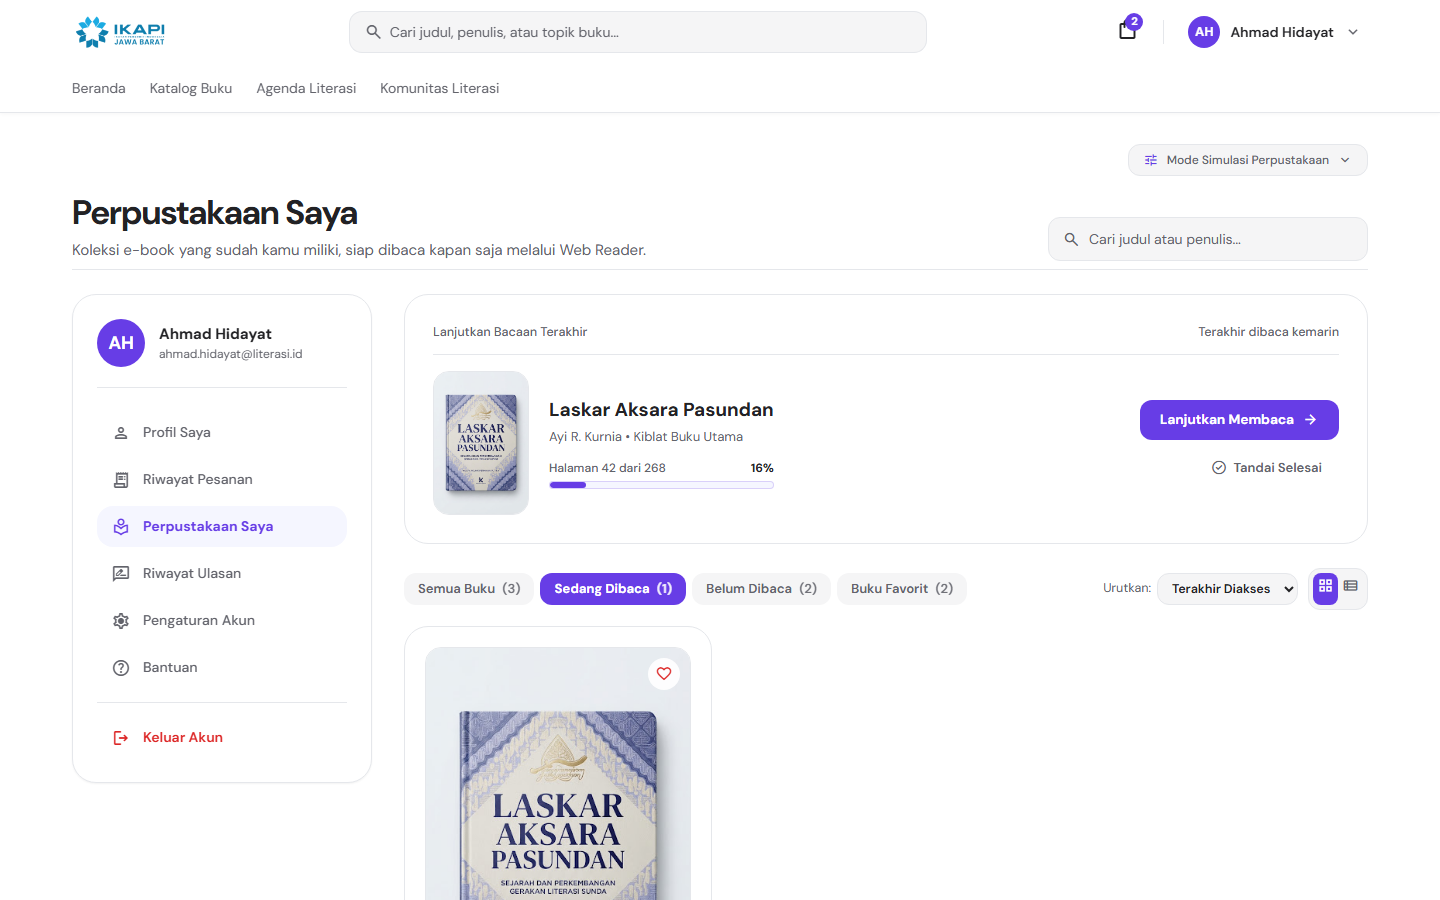 IKAPI
JAWA BARAT
Cari judul, penulis, atau topik buku...
2
AH
Ahmad Hidayat
Beranda
Katalog Buku
Agenda Literasi
Komunitas Literasi
Mode Simulasi Perpustakaan
Perpustakaan Saya
Koleksi e-book yang sudah kamu miliki, siap dibaca kapan saja melalui Web Reader.
Cari judul atau penulis...
AH
Ahmad Hidayat
ahmad.hidayat@literasi.id
Profil Saya
Riwayat Pesanan
Perpustakaan Saya
Riwayat Ulasan
Pengaturan Akun
Bantuan
Keluar Akun
Lanjutkan Bacaan Terakhir
Terakhir dibaca kemarin
LASKAR
AKSARA
PASUNDAN
Laskar Aksara Pasundan
Ayi R. Kurnia • Kiblat Buku Utama
Halaman 42 dari 268
16%
Lanjutkan Membaca
Tandai Selesai
Semua Buku (3)
Sedang Dibaca (1)
Belum Dibaca (2)
Buku Favorit (2)
Urutkan:
Terakhir Diakses
LASKAR
AKSARA
PASUNDAN
SEJARAH DAN PERKEMBANGAN
GERAKAN LITERASI SUNDA